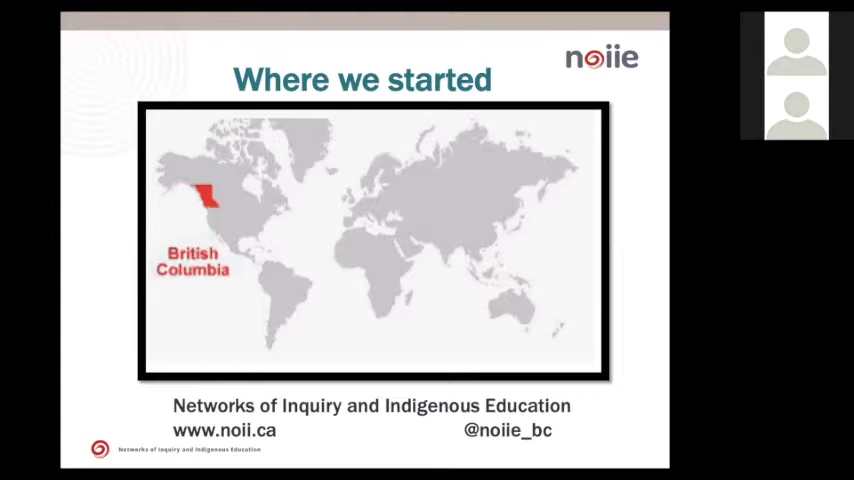 noiie
Where we started
British
Columbia
Networks of Inquiry and Indigenous Education
www.noii.ca @noiie_bc
Networks of Inquiry and Indigenous Education